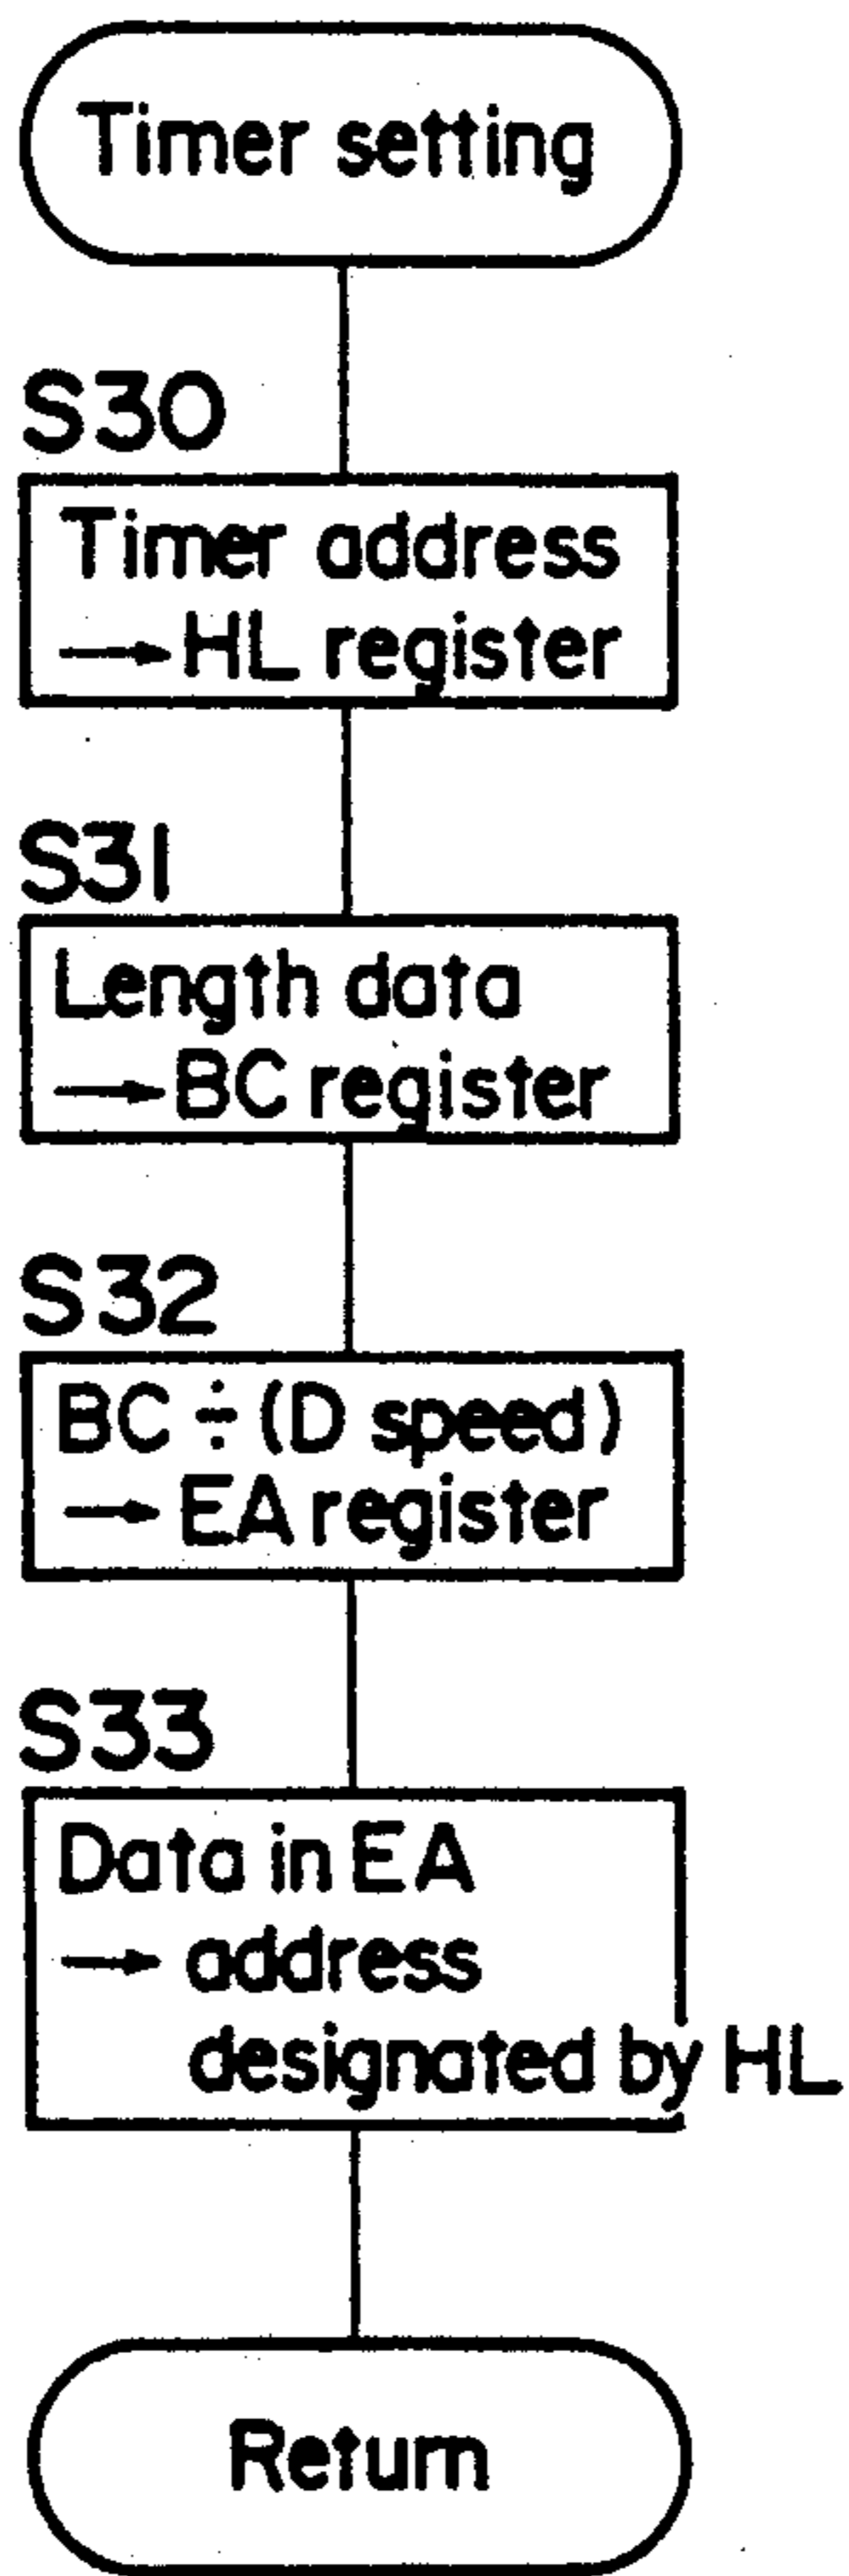 Timer setting
S30
Timer address
→ HL register
S31
Length data
→ BC register
S32
BC ÷ (D speed)
→ EA register
S33
Data in EA
→ address
designated by HL
Return